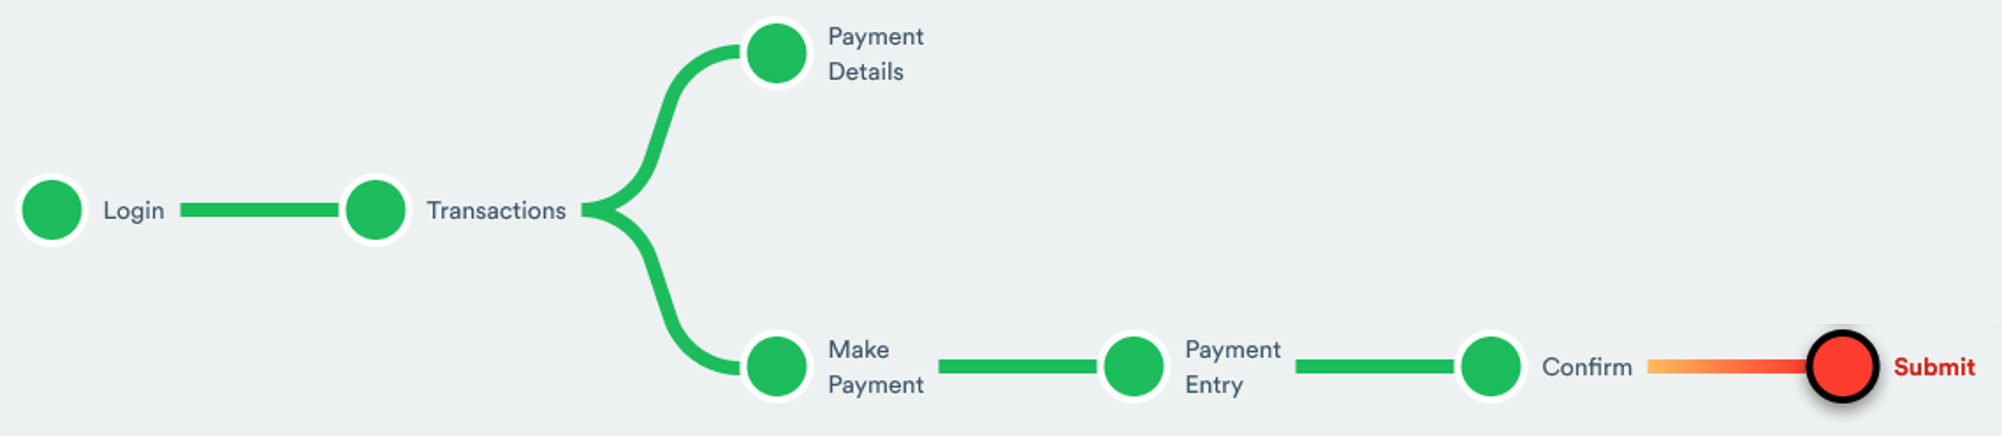 Payment
Details
Login
Transactions
Make
Payment
Payment
Entry
Confirm
Submit